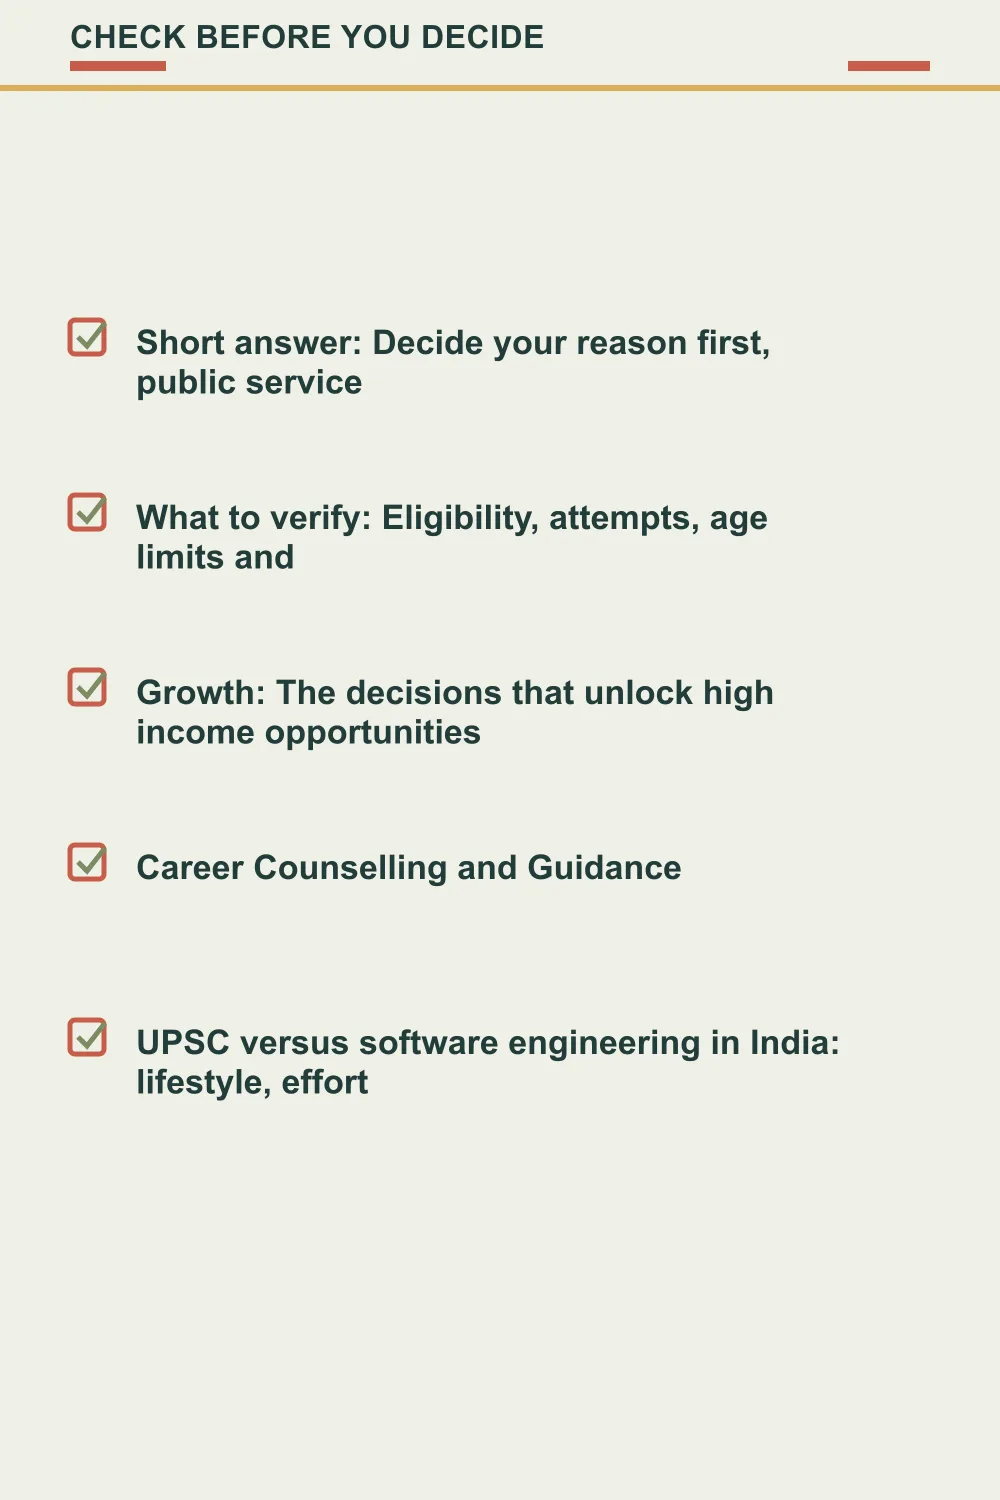 CHECK BEFORE YOU DECIDE
Short answer: Decide your reason first,
public service
What to verify: Eligibility, attempts, age
limits and
Growth: The decisions that unlock high
income opportunities
Career Counselling and Guidance
UPSC versus software engineering in India:
lifestyle, effort